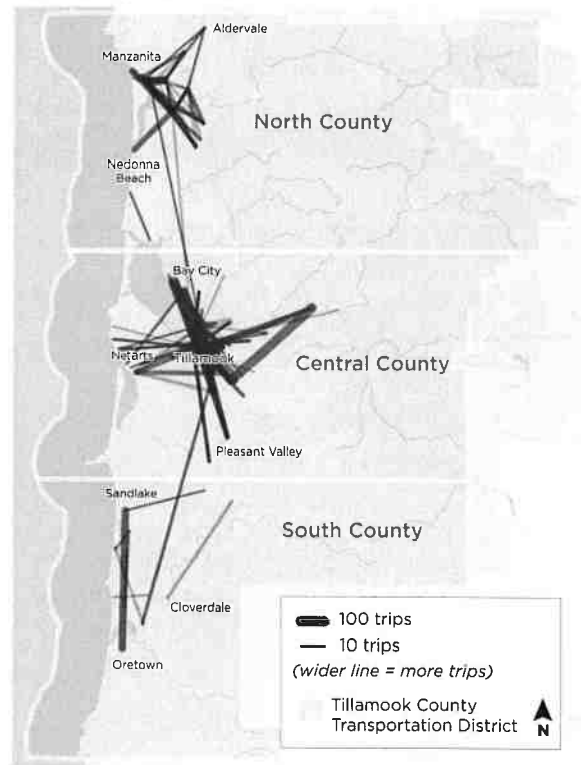 Aldervale
Manzanita
North County
Nedonna
Beach
Bay City
Netarts
Tillamook
Central County
Pleasant Valley
Sandlake
South County
Cloverdale
Oretown
100 trips
10 trips
(wider line = more trips)
Tillamook County
Transportation District
N